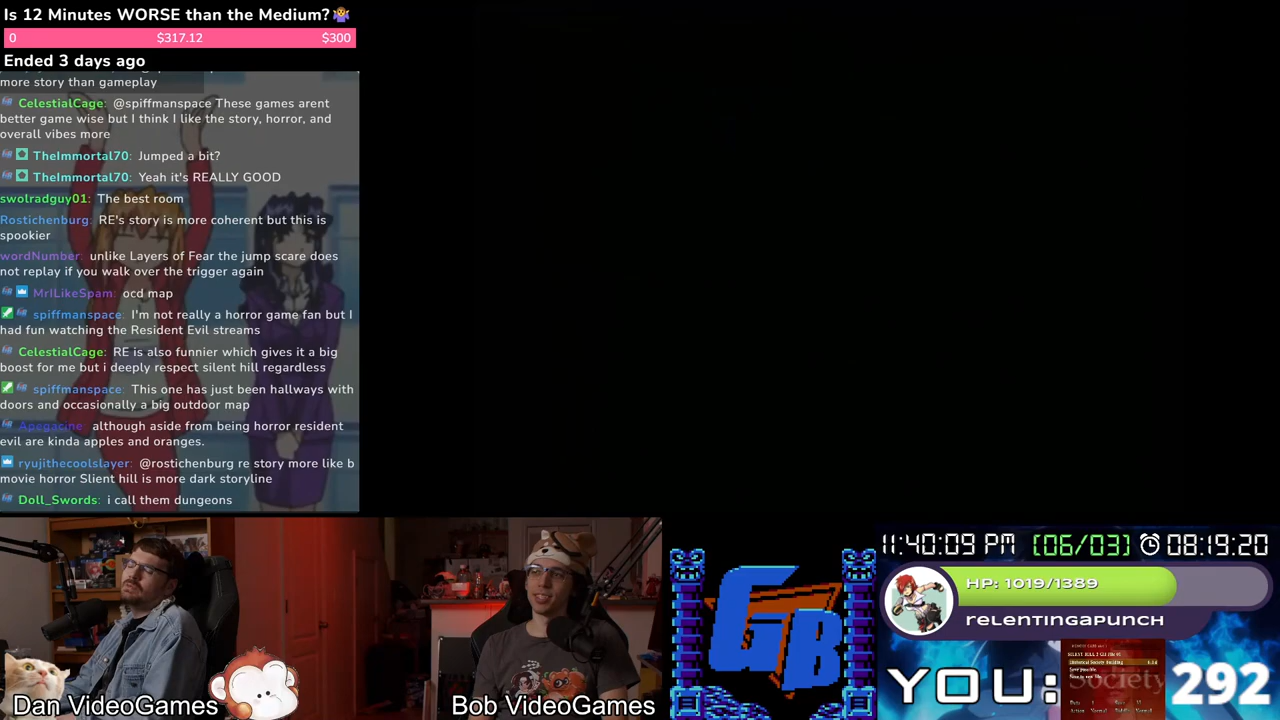 Is 12 Minutes WORSE than the Medium?🤷
0 $317.12 $300
Ended 3 days ago
more story than gameplay
CelestialCage: @spiffmanspace These games arent
better game wise but I think I like the story, horror, and
overall vibes more
TheImmortal70: Jumped a bit?
TheImmortal70: Yeah it's REALLY GOOD
swolradguy01: The best room
Rostichenburg: RE's story is more coherent but this is
spookier
wordNumber: unlike Layers of Fear the jump scare does
not replay if you walk over the trigger again
MrILikeSpam: ocd map
spiffmanspace: I'm not really a horror game fan but I
had fun watching the Resident Evil streams
CelestialCage: RE is also funnier which gives it a big
boost for me but i deeply respect silent hill regardless
spiffmanspace: This one has just been hallways with
doors and occasionally a big outdoor map
Apegacine: although aside from being horror resident
evil are kinda apples and oranges.
ryujithecoolslayer: @rostichenburg re story more like b
movie horror Slient hill is more dark storyline
Doll_Swords: i call them dungeons
Dan VideoGames
Bob VideoGames
GB
11:40:09 PM [06/03] 08:19:20
HP: 1019/1389
RELENTINGAPUNCH
YOU:
Society
292